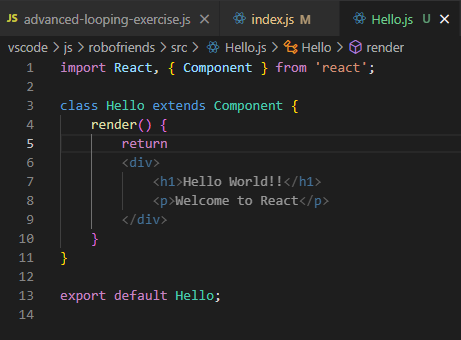 JS advanced-looping-exercise.js index.js M Hello.js U ×
vscode > js > robofriends > src > Hello.js > Hello > render
1 import React, { Component } from 'react';
2
3 class Hello extends Component {
4     render() {
5         return
6         <div>
7             <h1>Hello World!!</h1>
8             <p>Welcome to React</p>
9         </div>
10     }
11 }
12
13 export default Hello;
14